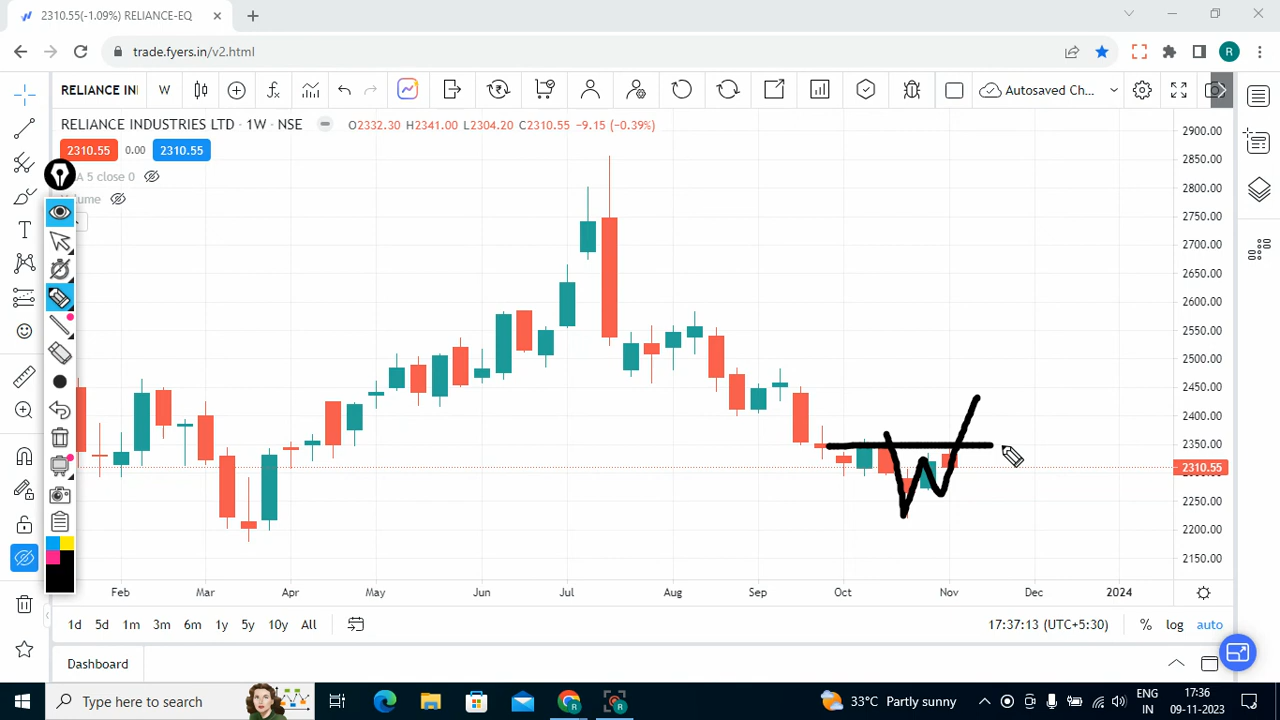 2310.55(-1.09%) RELIANCE-EQ
trade.fyers.in/v2.html
R
RELIANCE IN
W
Autosaved Ch...
RELIANCE INDUSTRIES LTD · 1W · NSE
O2332.30 H2341.00 L2304.20 C2310.55 −9.15 (−0.39%)
2310.55 0.00 2310.55
A 5 close 0
ume
2900.00
2850.00
2800.00
2750.00
2700.00
2650.00
2600.00
2550.00
2500.00
2450.00
2400.00
2350.00
2310.55
2300.00
2250.00
2200.00
2150.00
Feb Mar Apr May Jun Jul Aug Sep Oct Nov Dec 2024
1d 5d 1m 3m 6m 1y 5y 10y All
17:37:13 (UTC+5:30) % log auto
Dashboard
Type here to search
33°C Partly sunny
ENG
IN
17:36
09-11-2023